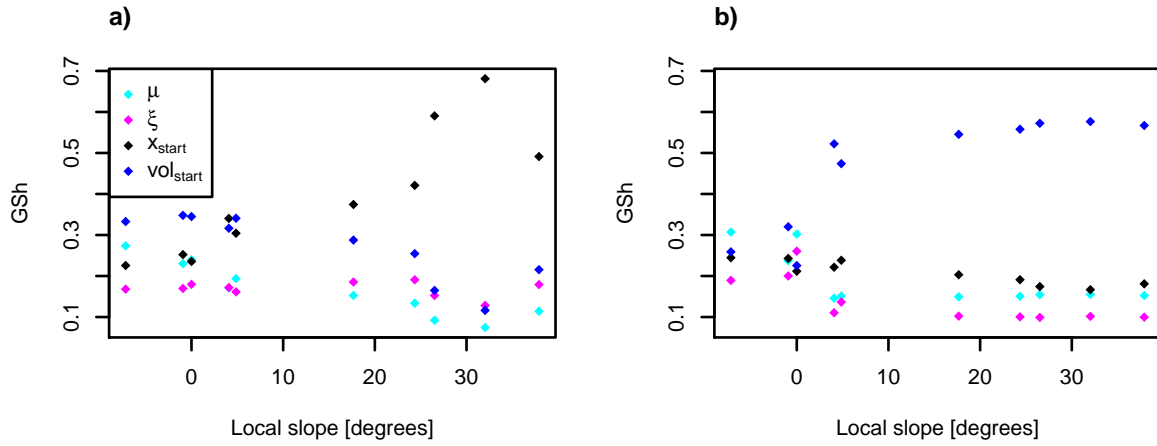 a)
GSh
0.7
0.5
0.3
0.1
μ
ξ
xstart
volstart
0 10 20 30
Local slope [degrees]
b)
GSh
0.7
0.5
0.3
0.1
0 10 20 30
Local slope [degrees]